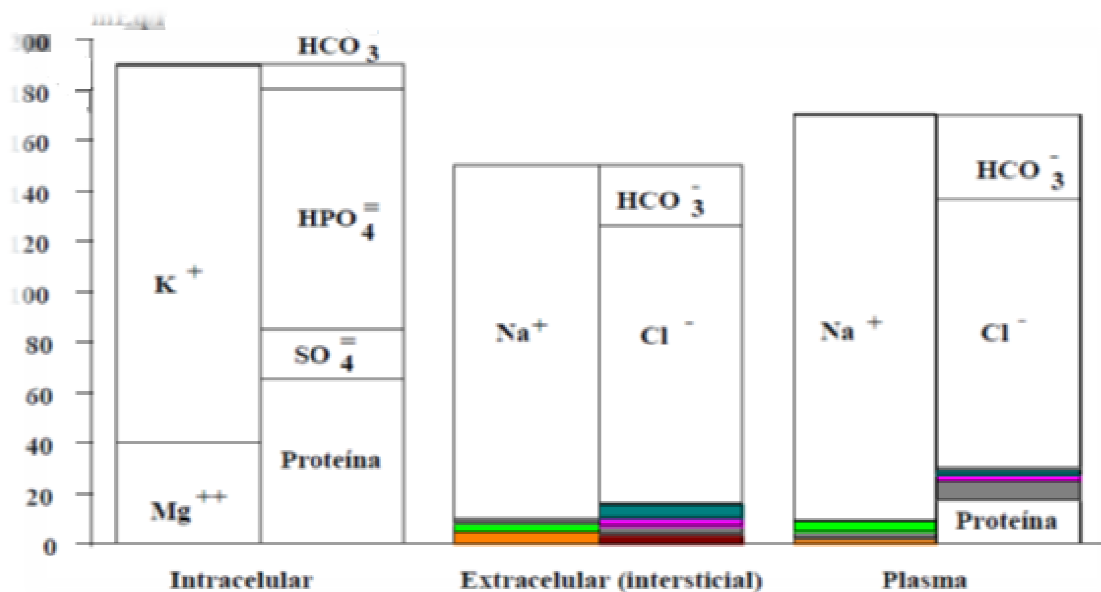 200
180
160
140
120
100
80
60
40
20
0
HCO3
HPO4=
SO4=
K+
Mg++
Proteína
HCO3-
Na+
Cl-
HCO3-
Na+
Cl-
Proteína
Intracelular
Extracelular (intersticial)
Plasma